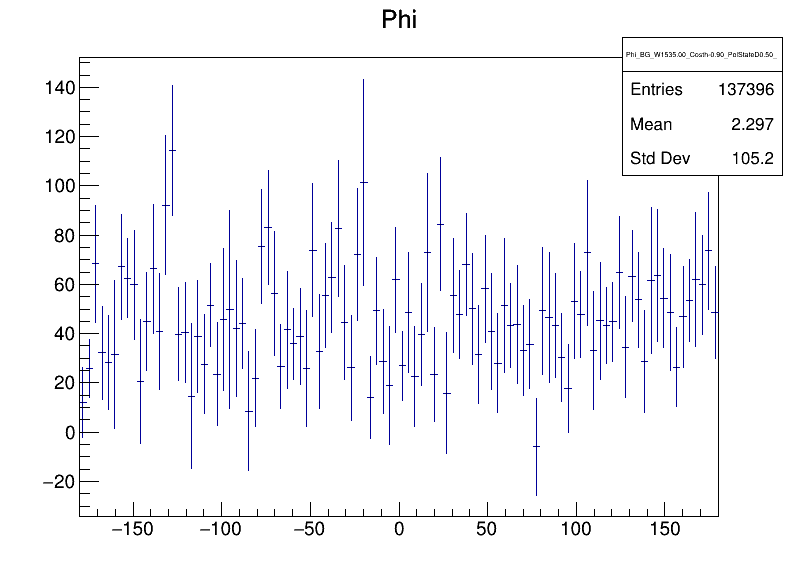 Phi
Phi_BG_W1535.00_Costh-0.90_PolStateD0.50_
Entries 137396
Mean 2.297
Std Dev 105.2
140
120
100
80
60
40
20
0
−20
−150 −100 −50 0 50 100 150